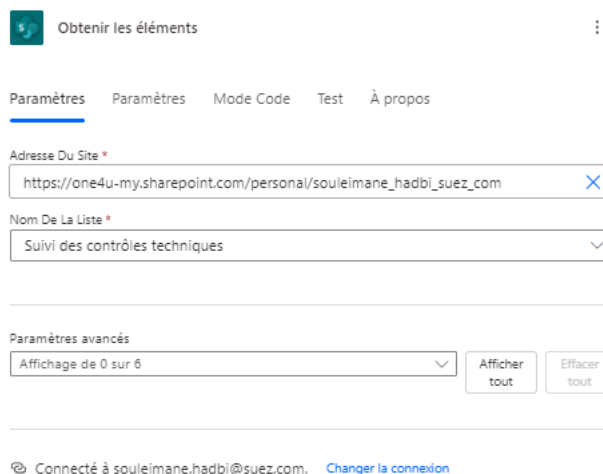 Obtenir les éléments
Paramètres Paramètres Mode Code Test À propos
Adresse Du Site *
https://one4u-my.sharepoint.com/personal/souleimane_hadbi_suez_com
Nom De La Liste *
Suivi des contrôles techniques
Paramètres avancés
Affichage de 0 sur 6
Afficher tout
Effacer tout
Connecté à souleimane.hadbi@suez.com. Changer la connexion